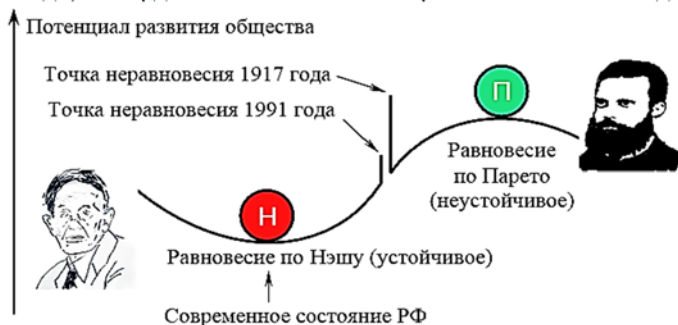 Потенциал развития общества
Точка неравновесия 1917 года
Точка неравновесия 1991 года
П
Равновесие
по Парето
(неустойчивое)
Н
Равновесие по Нэшу (устойчивое)
Современное состояние РФ